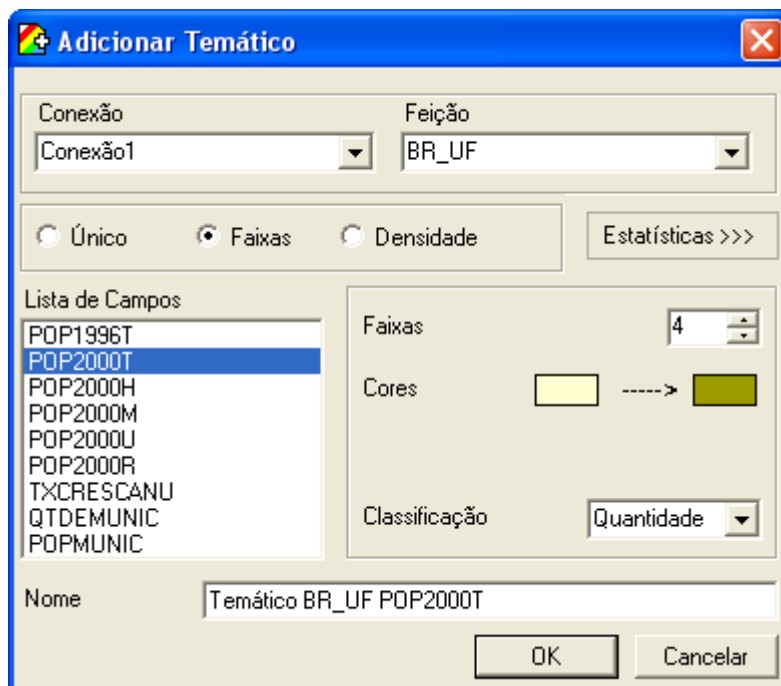 Adicionar Temático
Conexão Feição
Conexão1 BR_UF
Único Faixas Densidade Estatísticas >>>
Lista de Campos
POP1996T
POP2000T
POP2000H
POP2000M
POP2000U
POP2000R
TXCRESCANU
QTDEMUNIC
POPMUNIC
Faixas 4
Cores ----->
Classificação Quantidade
Nome Temático BR_UF POP2000T
OK Cancelar